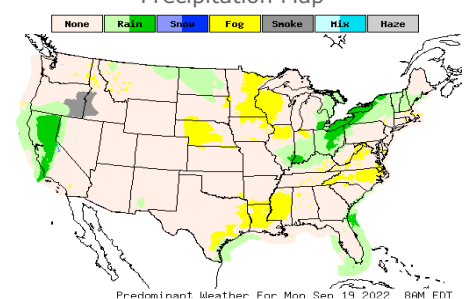 Precipitation Map
None Rain Snow Fog Smoke Mix Haze
Predominant Weather For Mon Sep 19 2022 8AM EDT